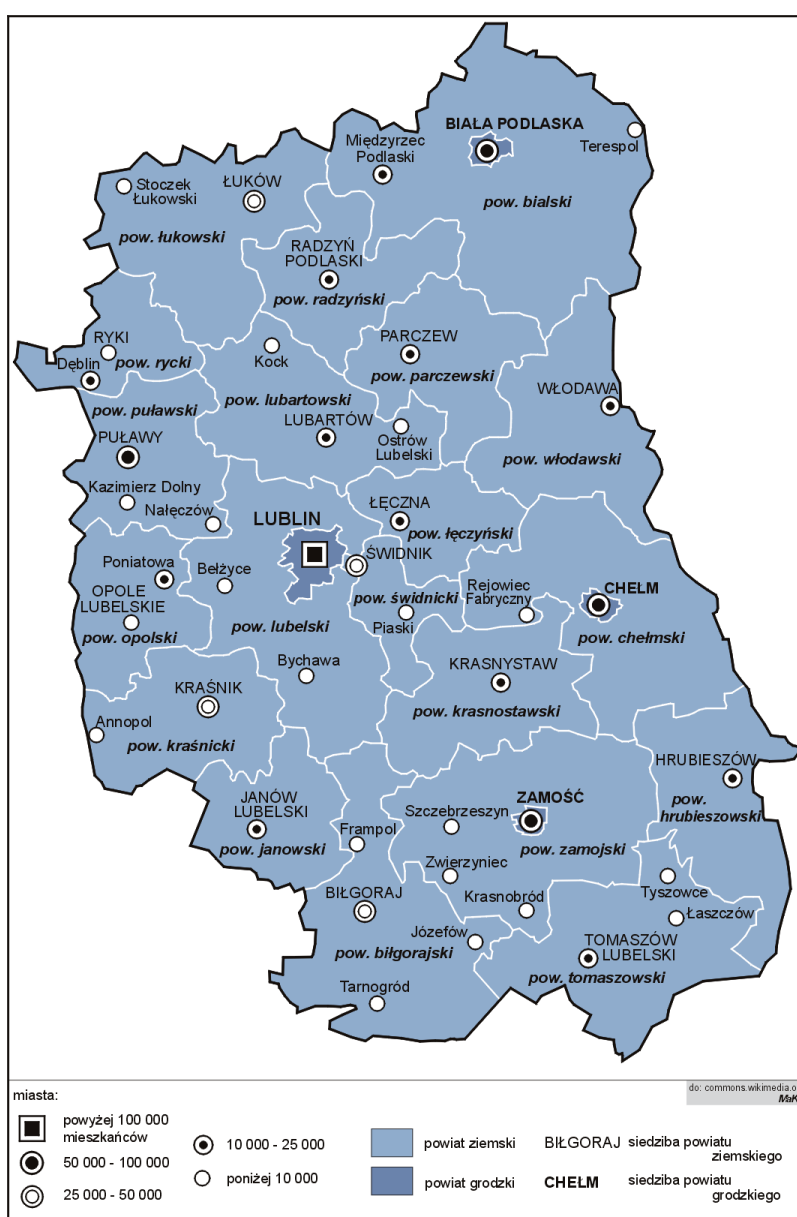 BIAŁA PODLASKA
Terespol
Międzyrzec
Podlaski
pow. bialski
Stoczek
Łukowski
ŁUKÓW
pow. łukowski
RADZYŃ
PODLASKI
pow. radzyński
RYKI
pow. rycki
Dęblin
Kock
PARCZEW
pow. parczewski
WŁODAWA
pow. włodawski
pow. puławski
PUŁAWY
Kazimierz Dolny
Nałęczów
pow. lubartowski
LUBARTÓW
Ostrów
Lubelski
LUBLIN
ŁĘCZNA
pow. łęczyński
ŚWIDNIK
pow. świdnicki
Piaski
Poniatowa
OPOLE
LUBELSKIE
pow. opolski
Bełżyce
pow. lubelski
Bychawa
Rejowiec
Fabryczny
CHEŁM
pow. chełmski
KRASNYSTAW
pow. krasnostawski
KRAŚNIK
Annopol
pow. kraśnicki
HRUBIESZÓW
pow.
hrubieszowski
JANÓW
LUBELSKI
pow. janowski
Frampol
Szczebrzeszyn
ZAMOŚĆ
pow. zamojski
Zwierzyniec
Krasnobród
Tyszowce
Łaszczów
BIŁGORAJ
Józefów
pow. biłgorajski
Tarnogród
TOMASZÓW
LUBELSKI
pow. tomaszowski
do: commons.wikimedia.o
miasta:
powyżej 100 000
mieszkańców
50 000 - 100 000
25 000 - 50 000
10 000 - 25 000
poniżej 10 000
powiat ziemski
powiat grodzki
BIŁGORAJ siedziba powiatu
ziemskiego
CHEŁM siedziba powiatu
grodzkiego